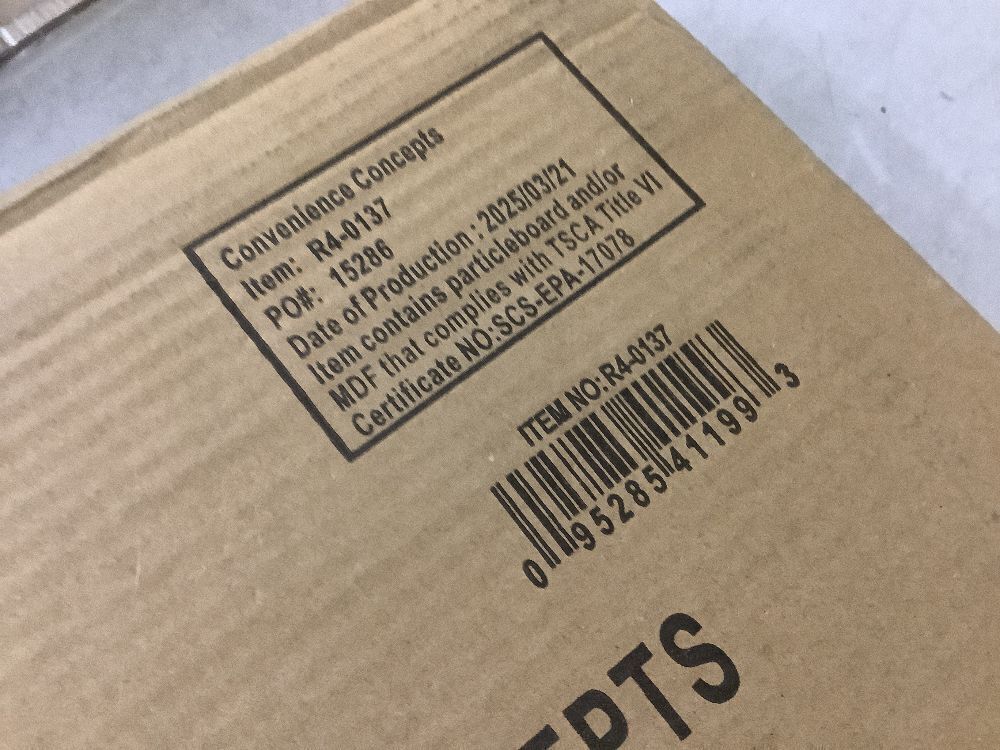 Convenience Concepts
Item: R4-0137
PO#: 15286
Date of Production : 2025/03/21
Item contains particleboard and/or
MDF that complies with TSCA Title VI
Certificate NO:SCS-EPA-17078
ITEM NO: R4-0137
0 95285 41199 3
EPTS